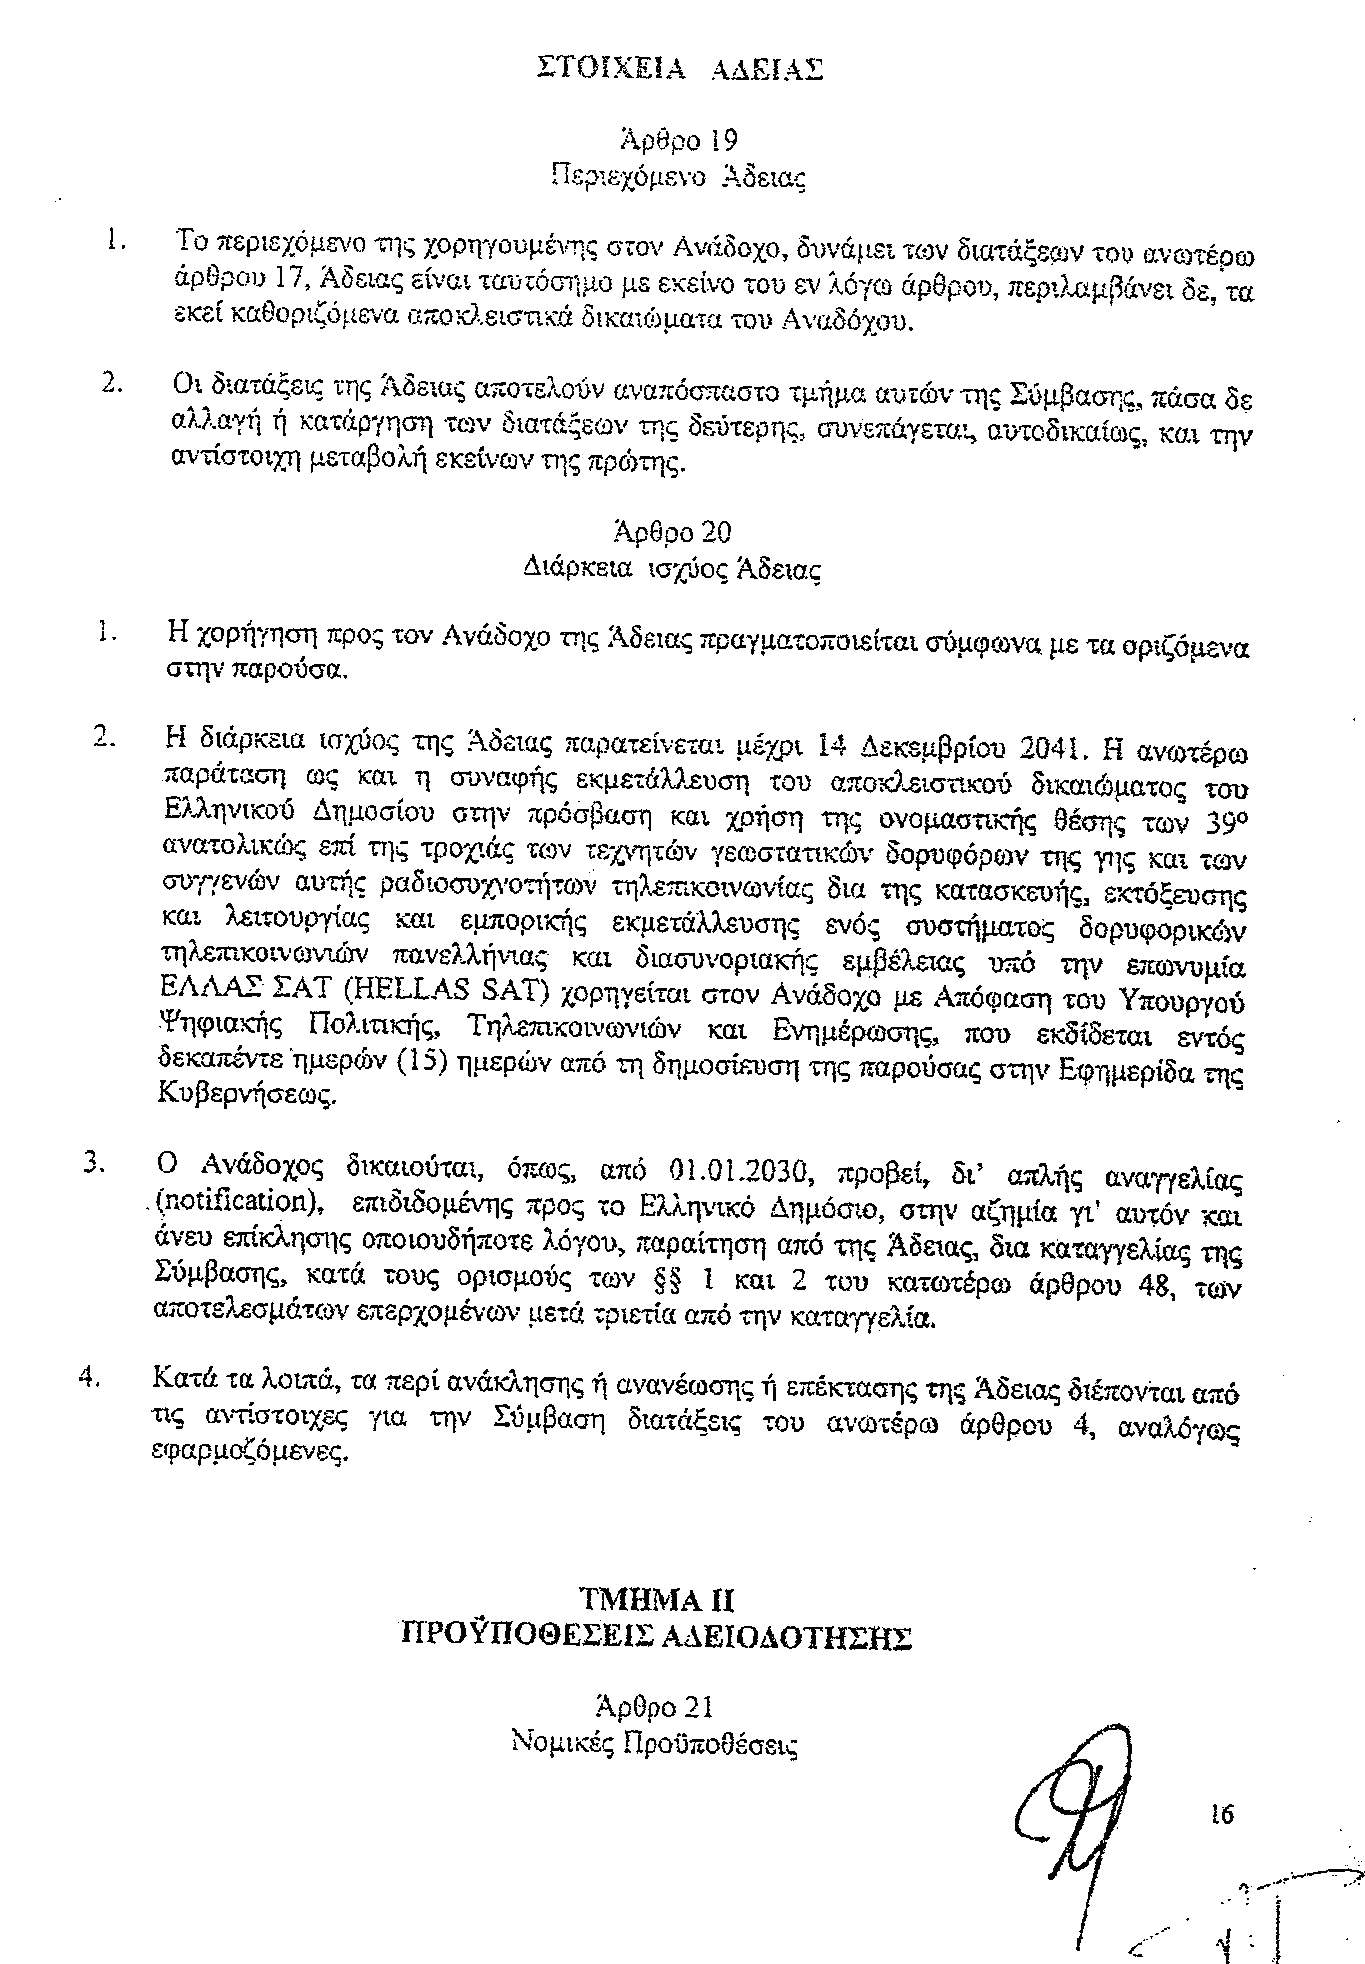 ΣΤΟΙΧΕΙΑ ΑΔΕΙΑΣ
Άρθρο 19
Περιεχόμενο Άδειας
1. Το περιεχόμενο της χορηγουμένης στον Ανάδοχο, δυνάμει των διατάξεων του ανωτέρω
άρθρου 17, Άδειας είναι ταυτόσημο με εκείνο του εν λόγω άρθρου, περιλαμβάνει δε, τα
εκεί καθοριζόμενα αποκλειστικά δικαιώματα του Αναδόχου.
2. Οι διατάξεις της Άδειας αποτελούν αναπόσπαστο τμήμα αυτών της Σύμβασης, πάσα δε
αλλαγή ή κατάργηση των διατάξεων της δεύτερης, συνεπάγεται, αυτοδικαίως, και την
αντίστοιχη μεταβολή εκείνων της πρώτης.
Άρθρο 20
Διάρκεια ισχύος Άδειας
1. Η χορήγηση προς τον Ανάδοχο της Άδειας πραγματοποιείται σύμφωνα με τα οριζόμενα
στην παρούσα.
2. Η διάρκεια ισχύος της Άδειας παρατείνεται μέχρι 14 Δεκεμβρίου 2041. Η ανωτέρω
παράταση ως και η συναφής εκμετάλλευση του αποκλειστικού δικαιώματος του
Ελληνικού Δημοσίου στην πρόσβαση και χρήση της ονομαστικής θέσης των 39º
ανατολικώς επί της τροχιάς των τεχνητών γεωστατικών δορυφόρων της γης και των
συγγενών αυτής ραδιοσυχνοτήτων τηλεπικοινωνίας δια της κατασκευής, εκτόξευσης
και λειτουργίας και εμπορικής εκμετάλλευσης ενός συστήματος δορυφορικών
τηλεπικοινωνιών πανελλήνιας και διασυνοριακής εμβέλειας υπό την επωνυμία
ΕΛΛΑΣ ΣΑΤ (HELLAS SAT) χορηγείται στον Ανάδοχο με Απόφαση του Υπουργού
Ψηφιακής Πολιτικής, Τηλεπικοινωνιών και Ενημέρωσης, που εκδίδεται εντός
δεκαπέντε ημερών (15) ημερών από τη δημοσίευση της παρούσας στην Εφημερίδα της
Κυβερνήσεως.
3. Ο Ανάδοχος δικαιούται, όπως, από 01.01.2030, προβεί, δι' απλής αναγγελίας
(notification), επιδιδομένης προς το Ελληνικό Δημόσιο, στην αζημία γι' αυτόν και
άνευ επίκλησης οποιουδήποτε λόγου, παραίτηση από της Άδειας, δια καταγγελίας της
Σύμβασης, κατά τους ορισμούς των §§ 1 και 2 του κατωτέρω άρθρου 48, των
αποτελεσμάτων επερχομένων μετά τριετία από την καταγγελία.
4. Κατά τα λοιπά, τα περί ανάκλησης ή ανανέωσης ή επέκτασης της Άδειας διέπονται από
τις αντίστοιχες για την Σύμβαση διατάξεις του ανωτέρω άρθρου 4, αναλόγως
εφαρμοζόμενες.
ΤΜΗΜΑ ΙΙ
ΠΡΟΫΠΟΘΕΣΕΙΣ ΑΔΕΙΟΔΟΤΗΣΗΣ
Άρθρο 21
Νομικές Προϋποθέσεις
16